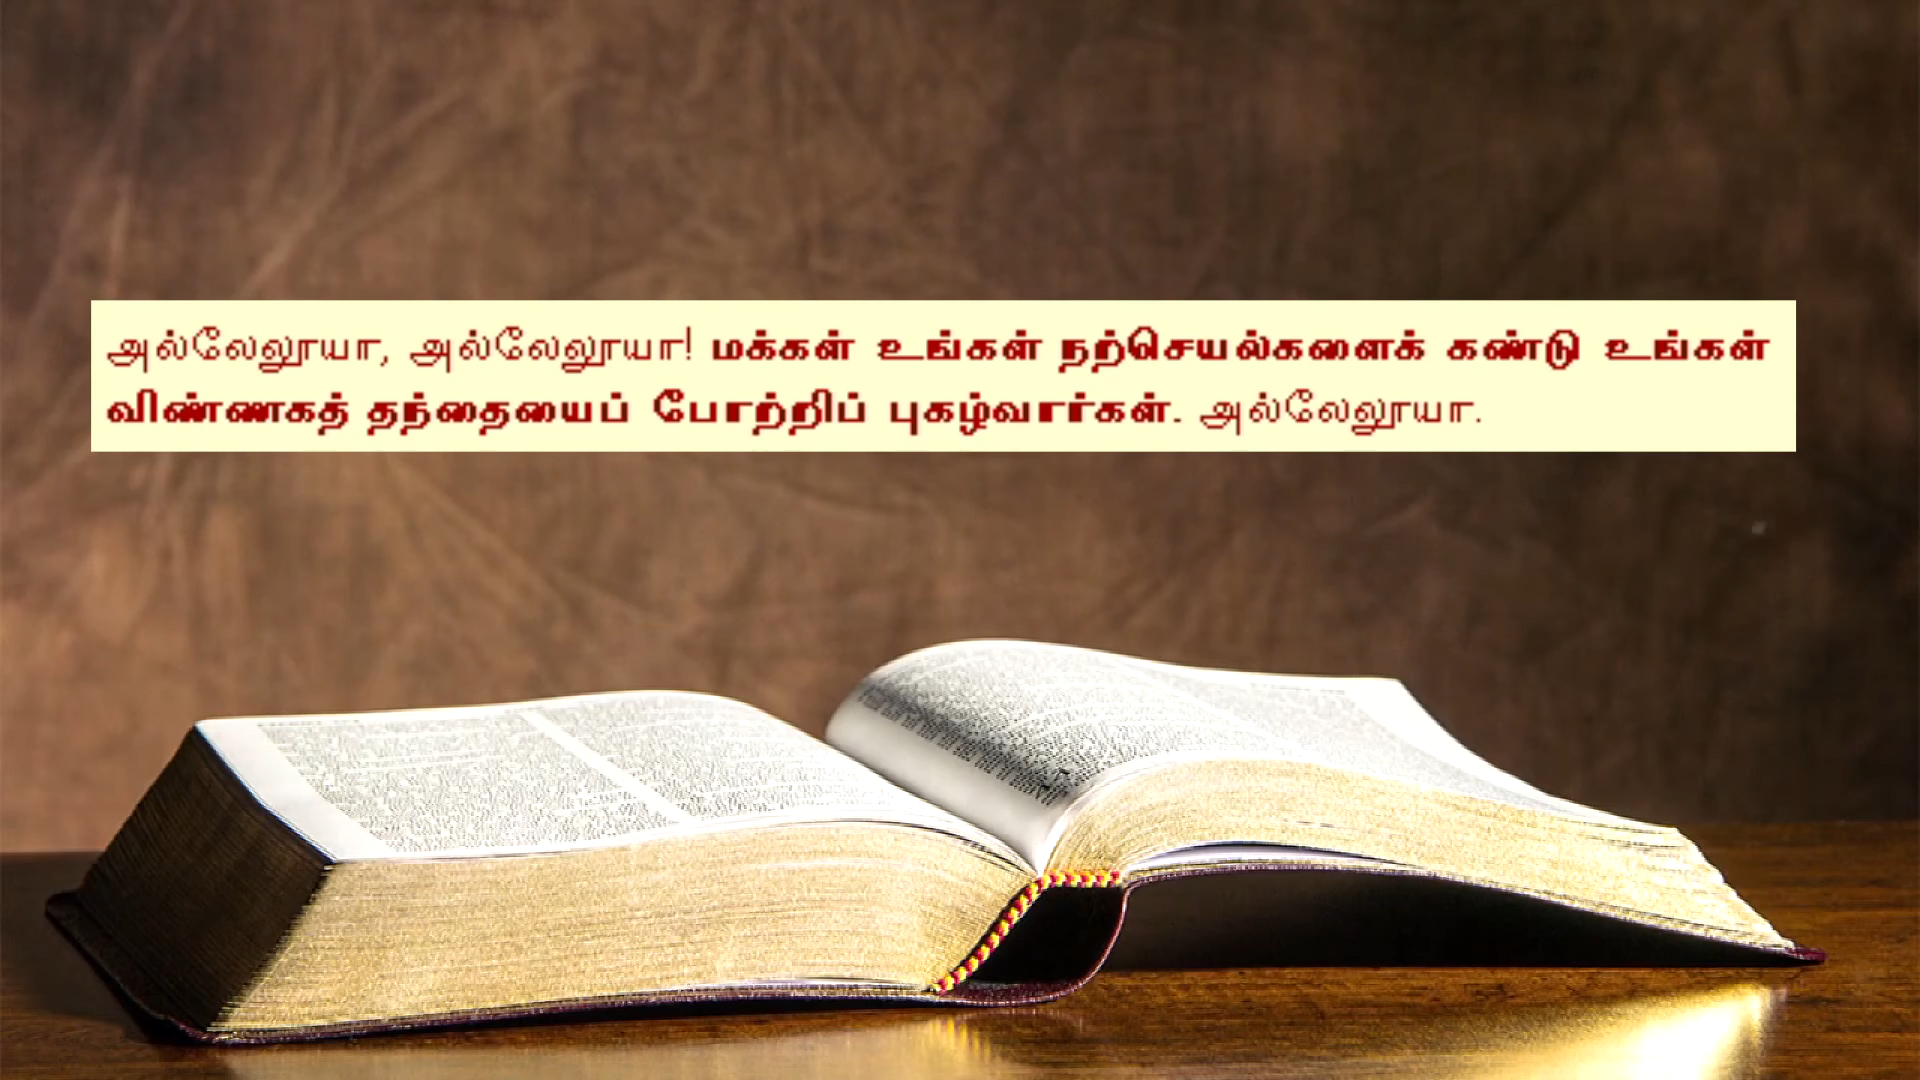 அல்லேலூயா, அல்லேலூயா! மக்கள் உங்கள் நற்செயல்களைக் கண்டு உங்கள்
விண்ணகத் தந்தையைப் போற்றிப் புகழ்வார்கள். அல்லேலூயா.